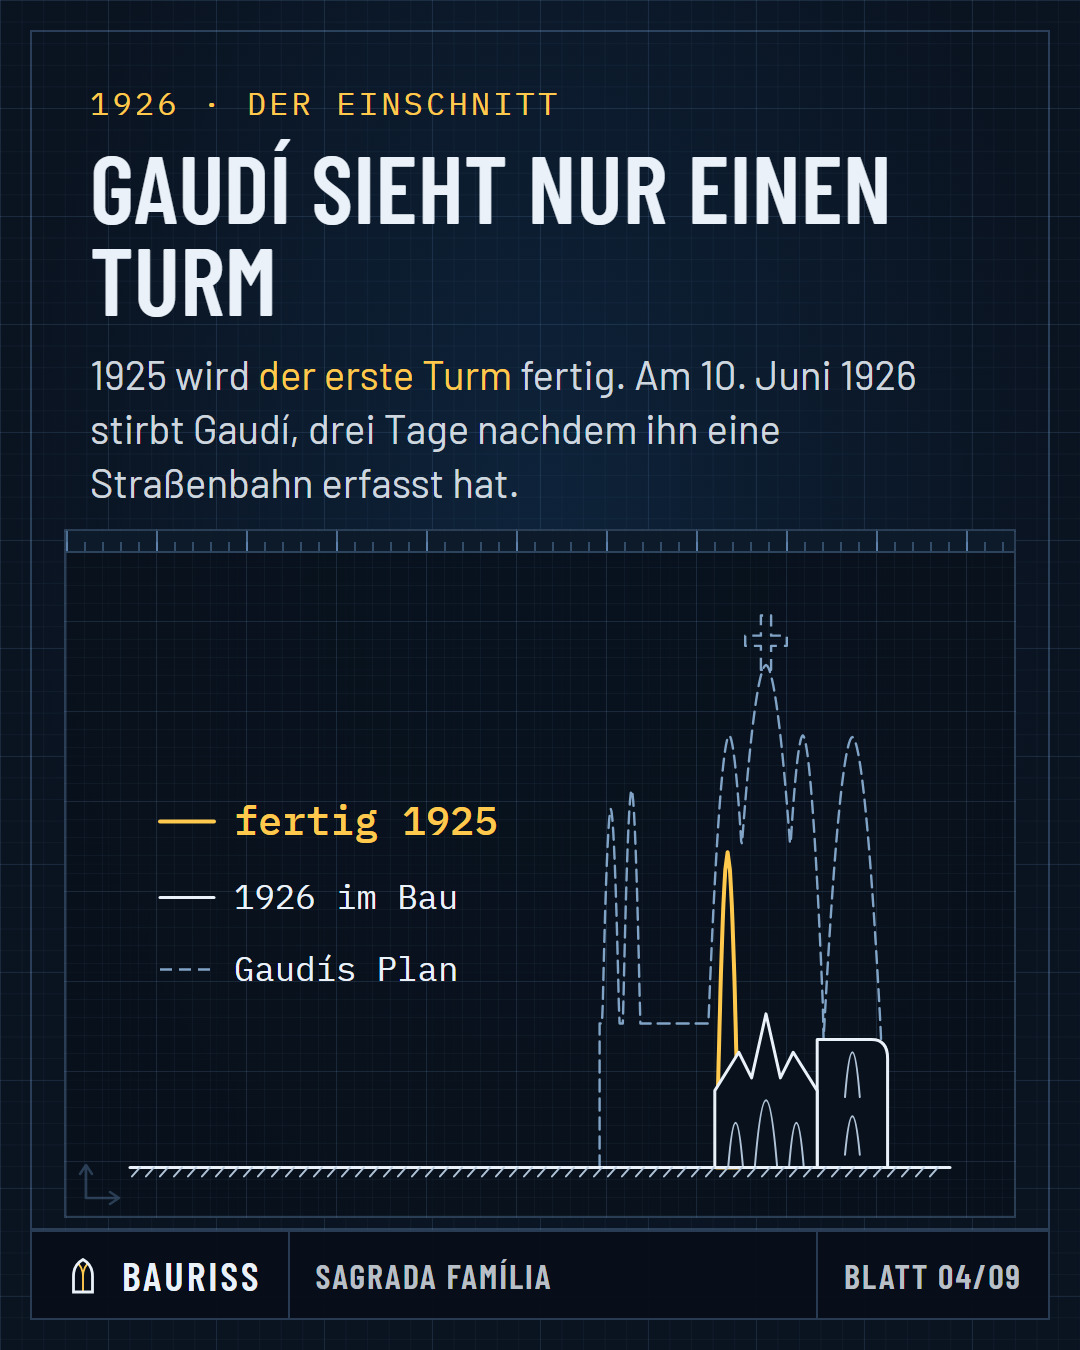 1926 · DER EINSCHNITT
GAUDÍ SIEHT NUR EINEN
TURM
1925 wird der erste Turm fertig. Am 10. Juni 1926
stirbt Gaudí, drei Tage nachdem ihn eine
Straßenbahn erfasst hat.
fertig 1925
1926 im Bau
Gaudís Plan
BAURISS
SAGRADA FAMÍLIA
BLATT 04/09